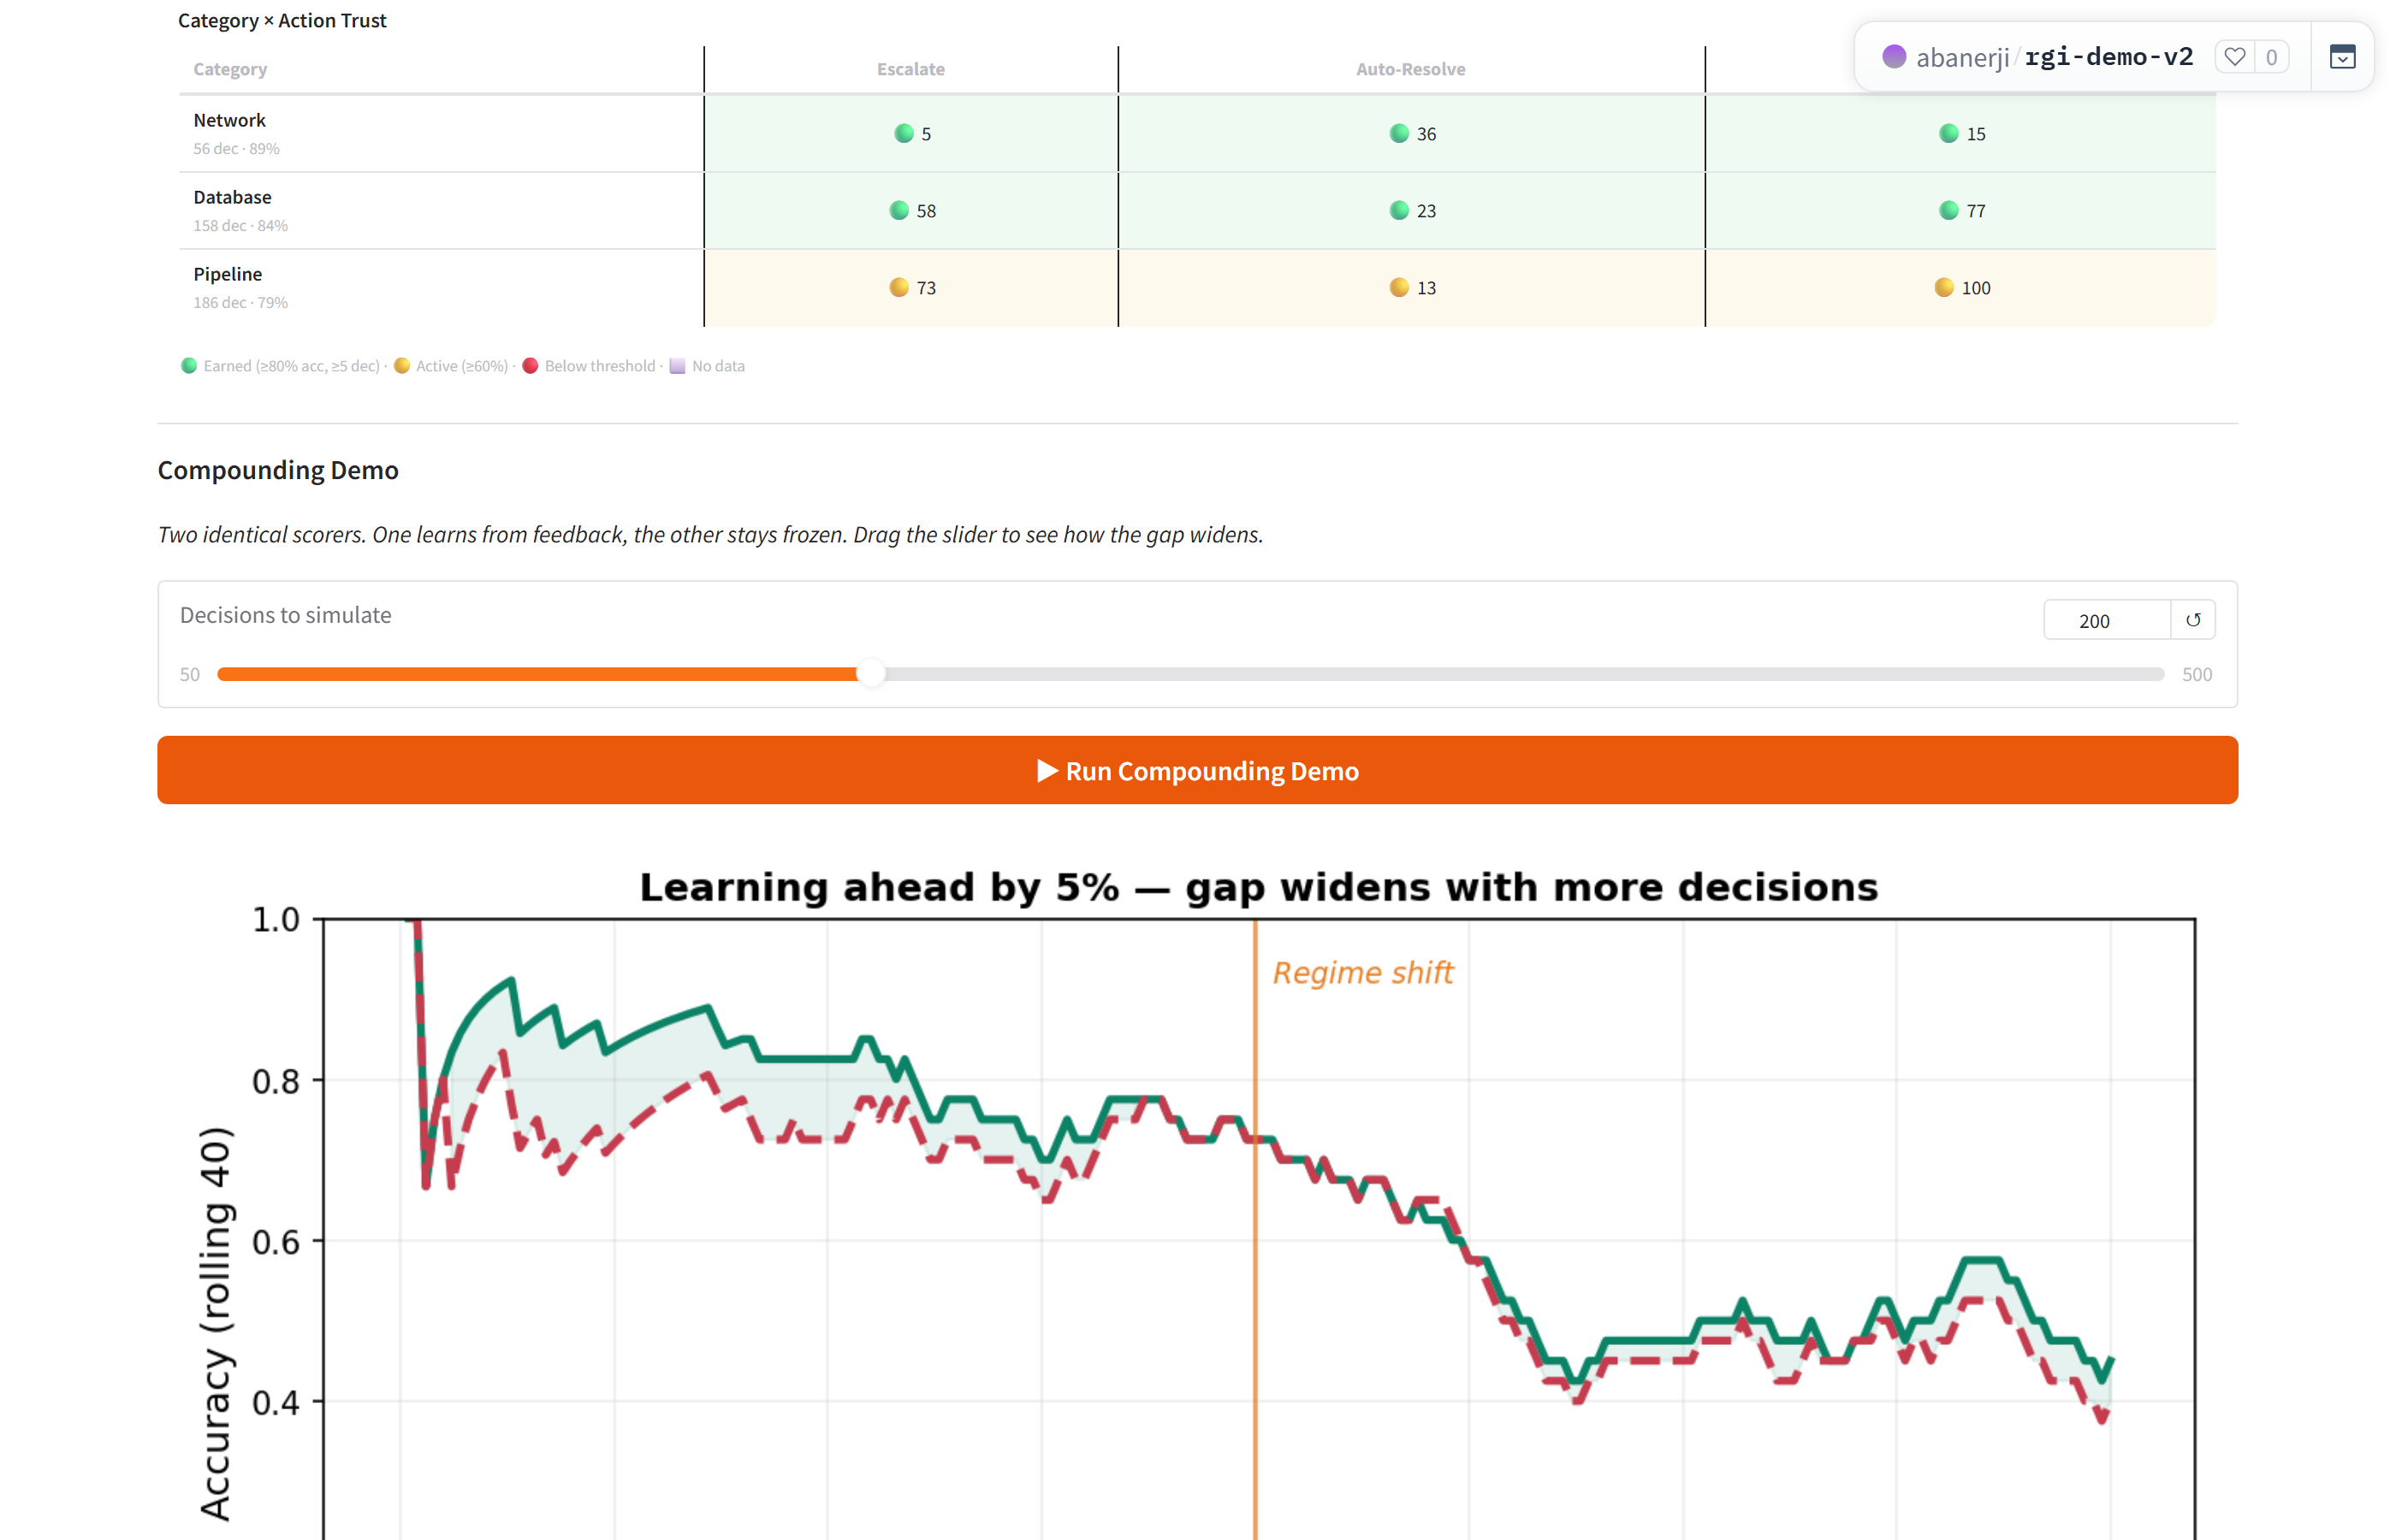 Category × Action Trust
abanerji/rgi-demo-v2 0
Category Escalate Auto-Resolve
Network
56 dec · 89%
5 36 15
Database
158 dec · 84%
58 23 77
Pipeline
186 dec · 79%
73 13 100
Earned (≥80% acc, ≥5 dec) · Active (≥60%) · Below threshold · No data
Compounding Demo
Two identical scorers. One learns from feedback, the other stays frozen. Drag the slider to see how the gap widens.
Decisions to simulate
200
50 500
Run Compounding Demo
Learning ahead by 5% — gap widens with more decisions
1.0
Regime shift
0.8
0.6
0.4
Accuracy (rolling 40)